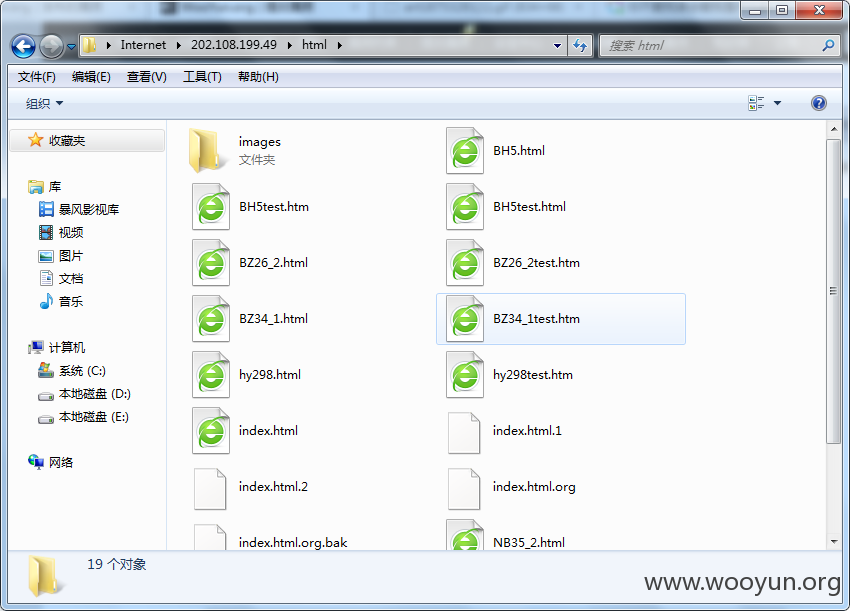 Internet 202.108.199.49 html
搜索 html
文件(F) 编辑(E) 查看(V) 工具(T) 帮助(H)
组织
收藏夹
库
暴风影视库
视频
图片
文档
音乐
计算机
系统 (C:)
本地磁盘 (D:)
本地磁盘 (E:)
网络
images
文件夹
BH5.html
BH5test.htm
BH5test.html
BZ26_2.html
BZ26_2test.htm
BZ34_1.html
BZ34_1test.htm
hy298.html
hy298test.htm
index.html
index.html.1
index.html.2
index.html.org
index.html.org.bak
NB35_2.html
19 个对象
www.wooyun.org